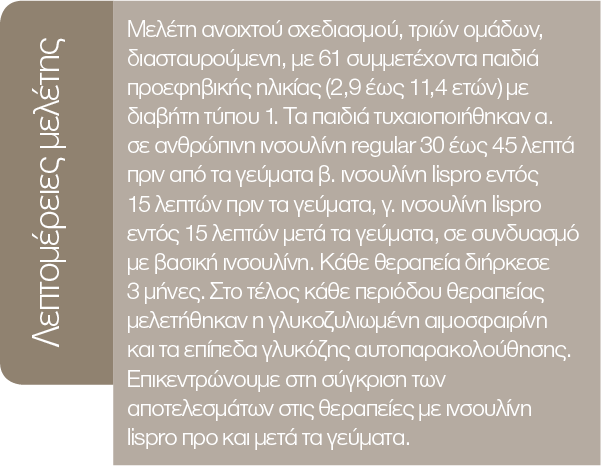 Λεπτομέρειες μελέτης
Μελέτη ανοιχτού σχεδιασμού, τριών ομάδων,
διασταυρούμενη, με 61 συμμετέχοντα παιδιά
προεφηβικής ηλικίας (2,9 έως 11,4 ετών) με
διαβήτη τύπου 1. Τα παιδιά τυχαιοποιήθηκαν α.
σε ανθρώπινη ινσουλίνη regular 30 έως 45 λεπτά
πριν από τα γεύματα β. ινσουλίνη lispro εντός
15 λεπτών πριν τα γεύματα, γ. ινσουλίνη lispro
εντός 15 λεπτών μετά τα γεύματα, σε συνδυασμό
με βασική ινσουλίνη. Κάθε θεραπεία διήρκεσε
3 μήνες. Στο τέλος κάθε περιόδου θεραπείας
μελετήθηκαν η γλυκοζυλιωμένη αιμοσφαιρίνη
και τα επίπεδα γλυκόζης αυτοπαρακολούθησης.
Επικεντρώνουμε στη σύγκριση των
αποτελεσμάτων στις θεραπείες με ινσουλίνη
lispro προ και μετά τα γεύματα.